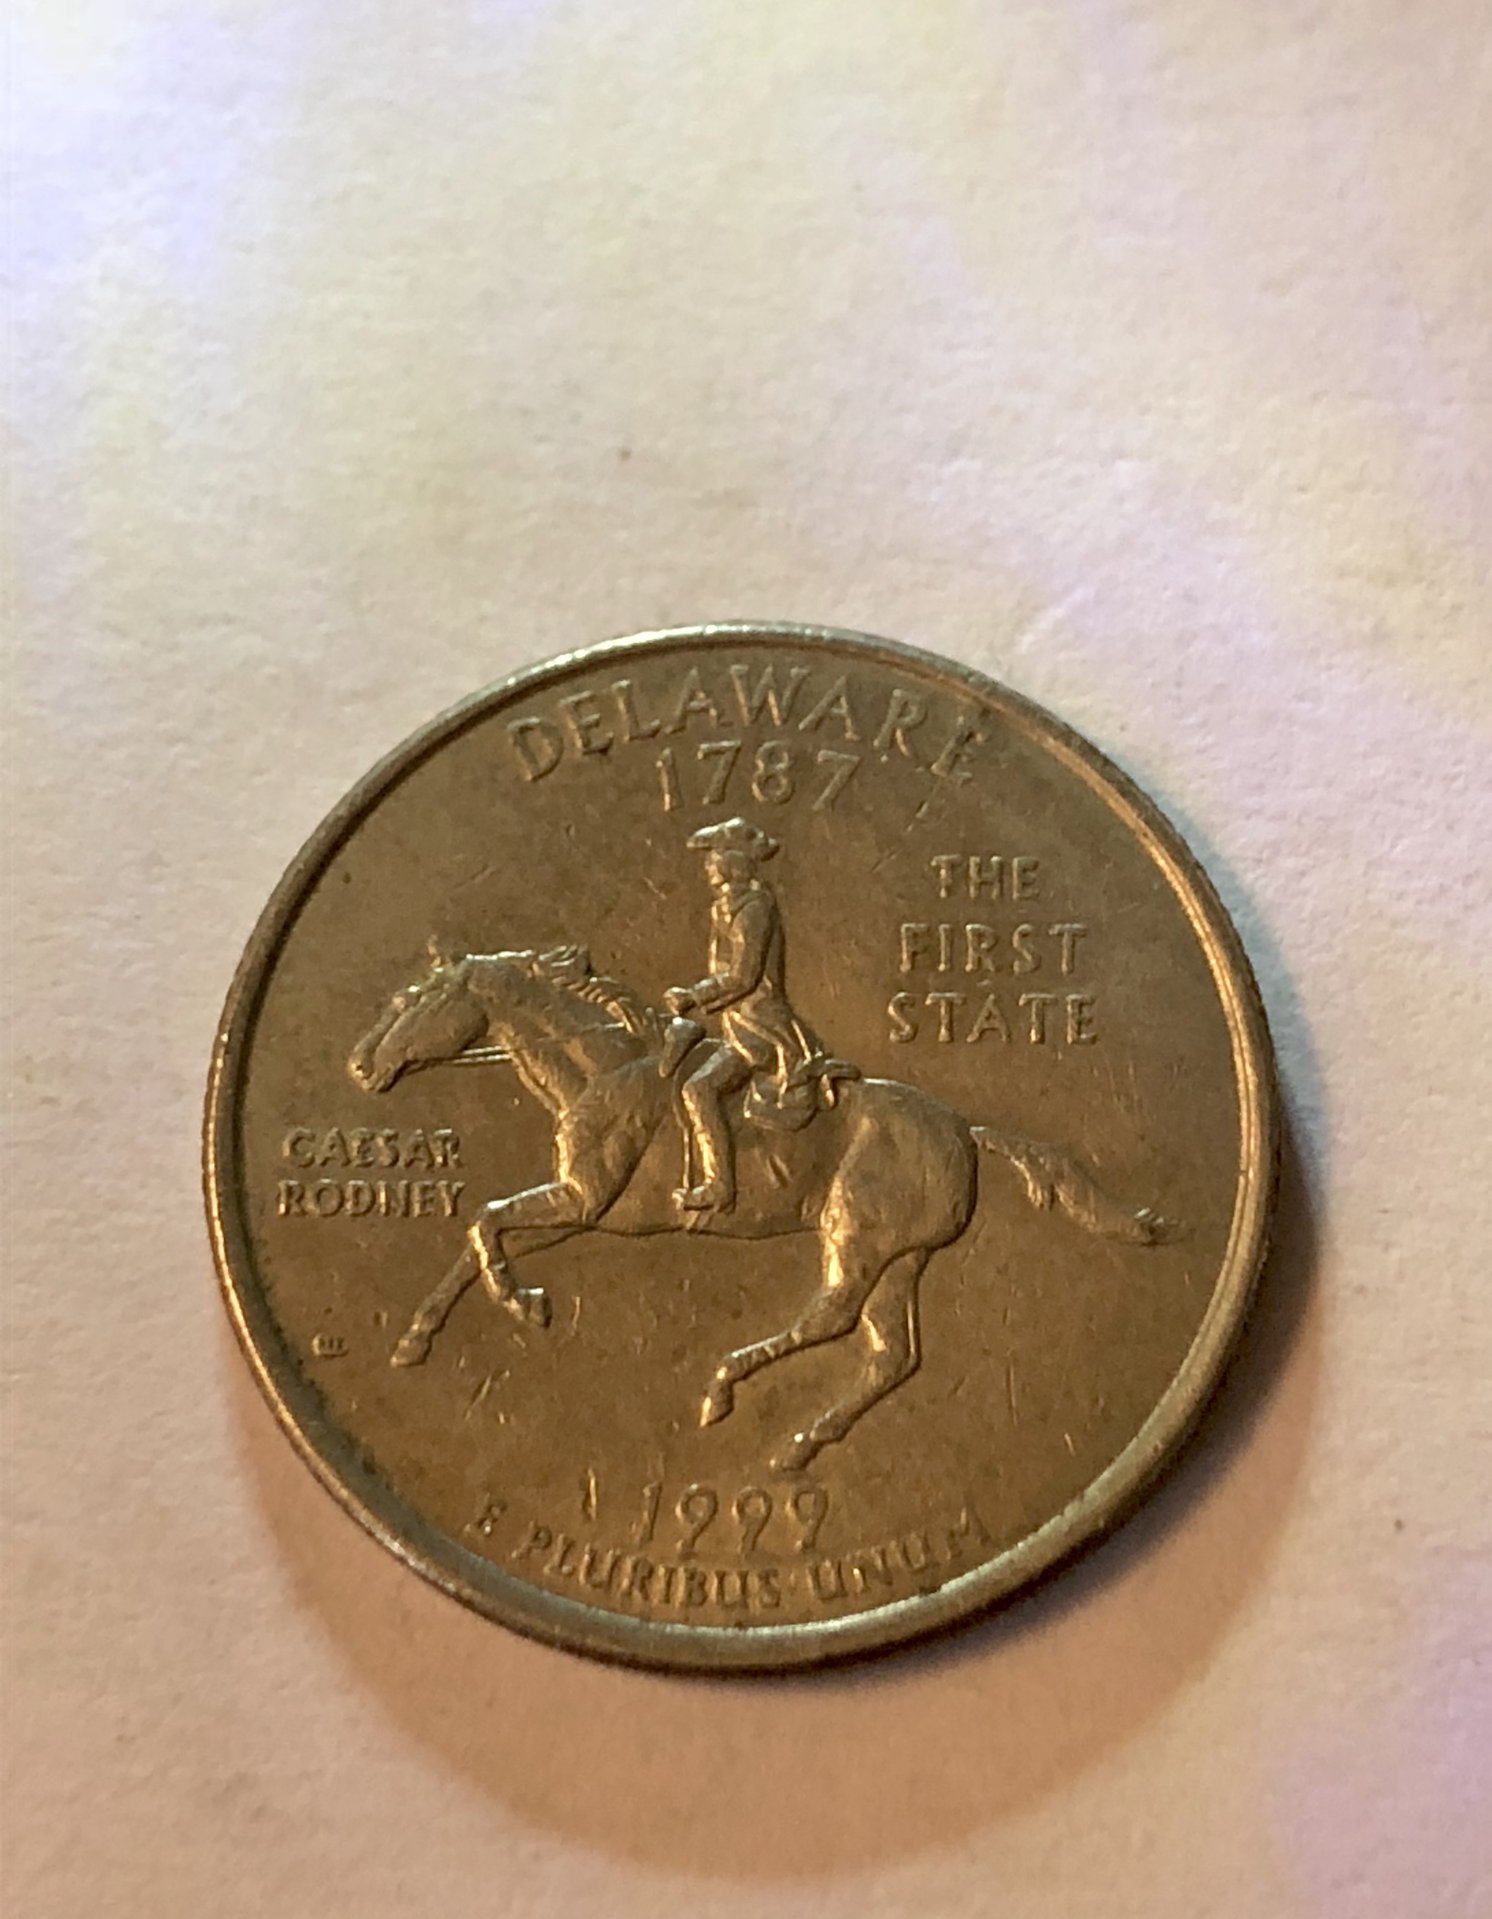 DELAWARE
1787
THE
FIRST
STATE
CAESAR
RODNEY
1999
E PLURIBUS UNUM